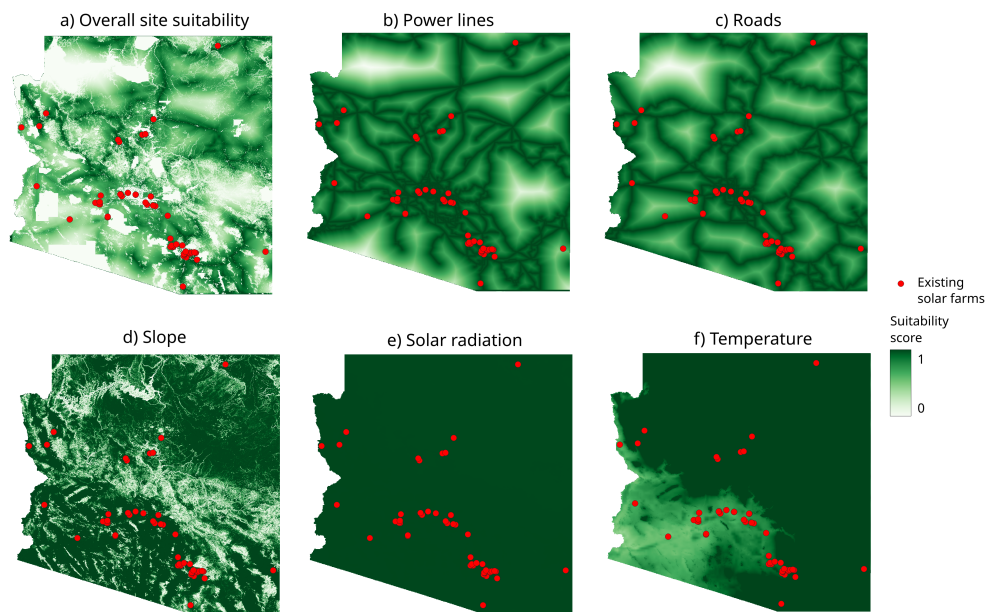 a) Overall site suitability
b) Power lines
c) Roads
Existing
solar farms
Suitability
score
1
0
d) Slope
e) Solar radiation
f) Temperature